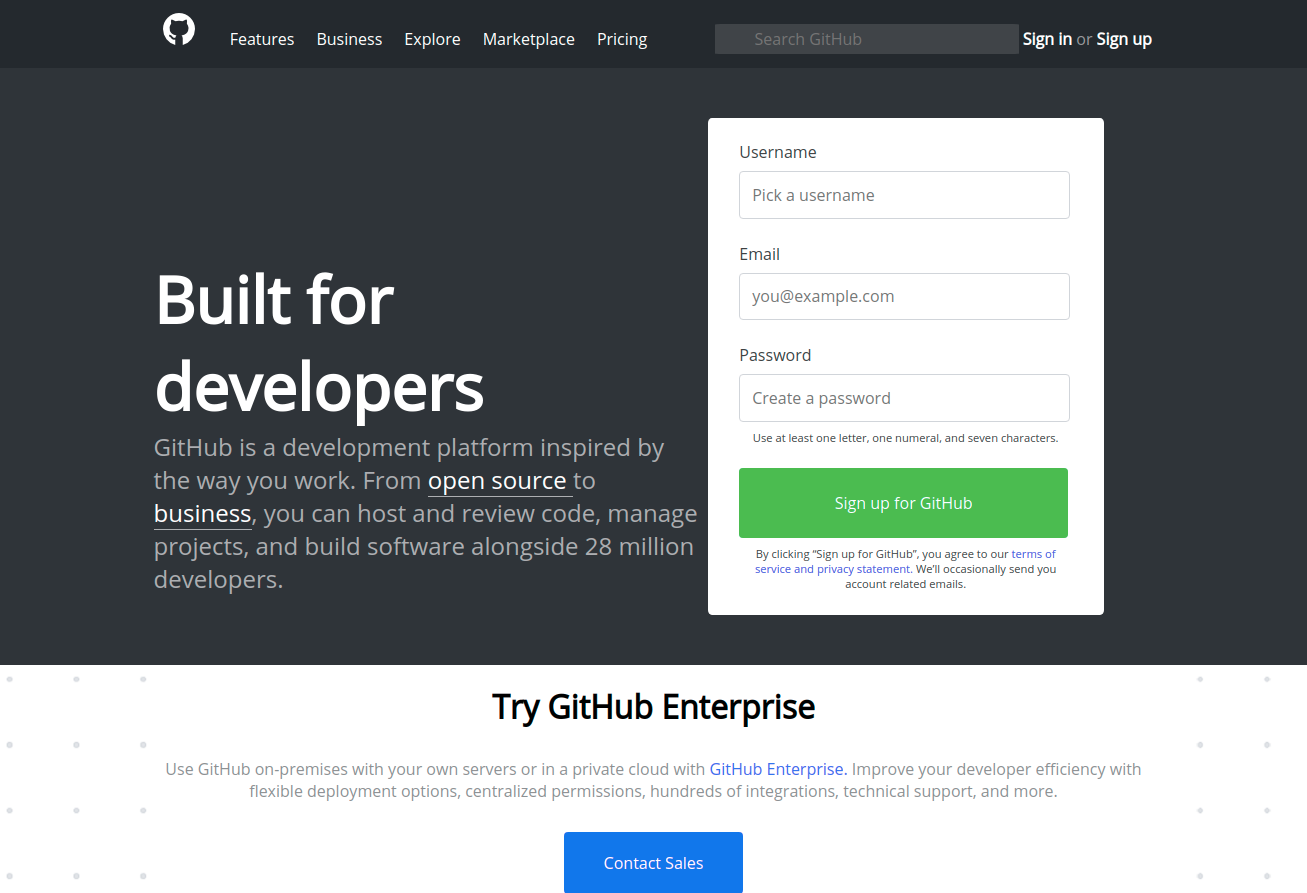 Features Business Explore Marketplace Pricing Search GitHub Sign in or Sign up
Built for
developers
GitHub is a development platform inspired by
the way you work. From open source to
business, you can host and review code, manage
projects, and build software alongside 28 million
developers.
Username
Pick a username
Email
you@example.com
Password
Create a password
Use at least one letter, one numeral, and seven characters.
Sign up for GitHub
By clicking “Sign up for GitHub”, you agree to our terms of
service and privacy statement. We’ll occasionally send you
account related emails.
Try GitHub Enterprise
Use GitHub on-premises with your own servers or in a private cloud with GitHub Enterprise. Improve your developer efficiency with
flexible deployment options, centralized permissions, hundreds of integrations, technical support, and more.
Contact Sales